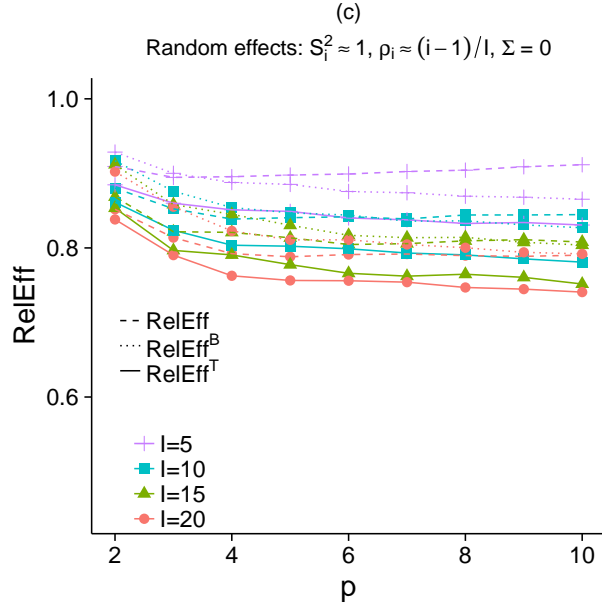 (c)
Random effects: S_i^2 ≈ 1, ρ_i ≈ (i − 1)/I, Σ = 0
1.0
0.8
0.6
RelEff
RelEff
RelEff^B
RelEff^T
I=5
I=10
I=15
I=20
2 4 6 8 10
p